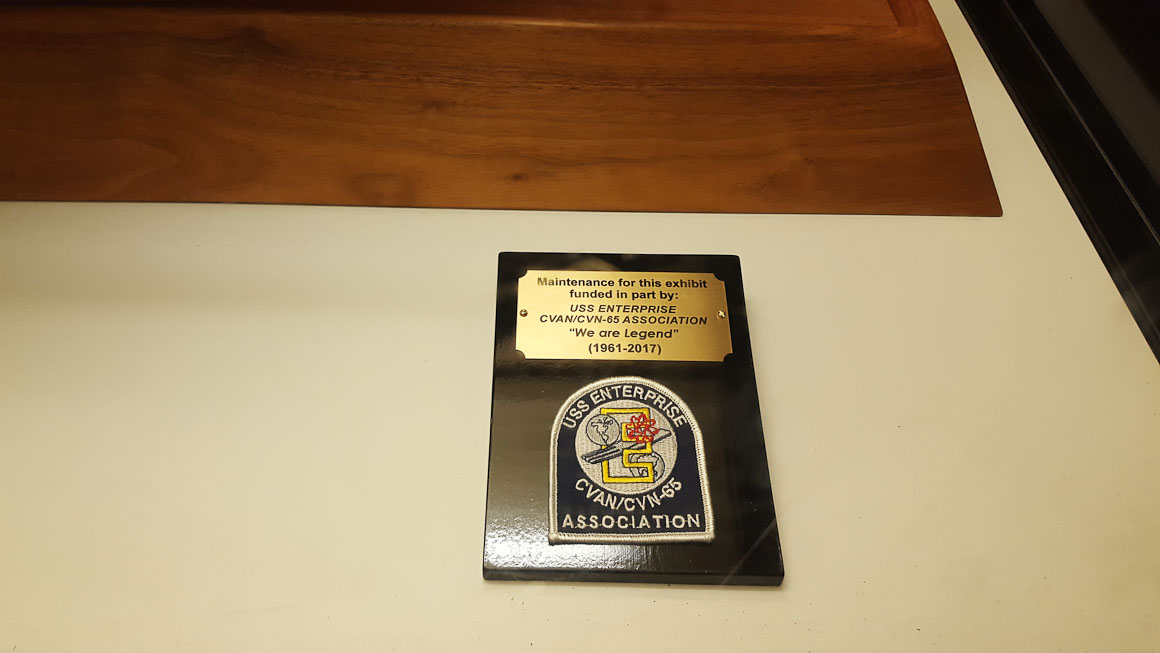 Maintenance for this exhibit
funded in part by:
USS ENTERPRISE
CVAN/CVN-65 ASSOCIATION
“We are Legend”
(1961-2017)
USS ENTERPRISE
CVAN/CVN-65
ASSOCIATION